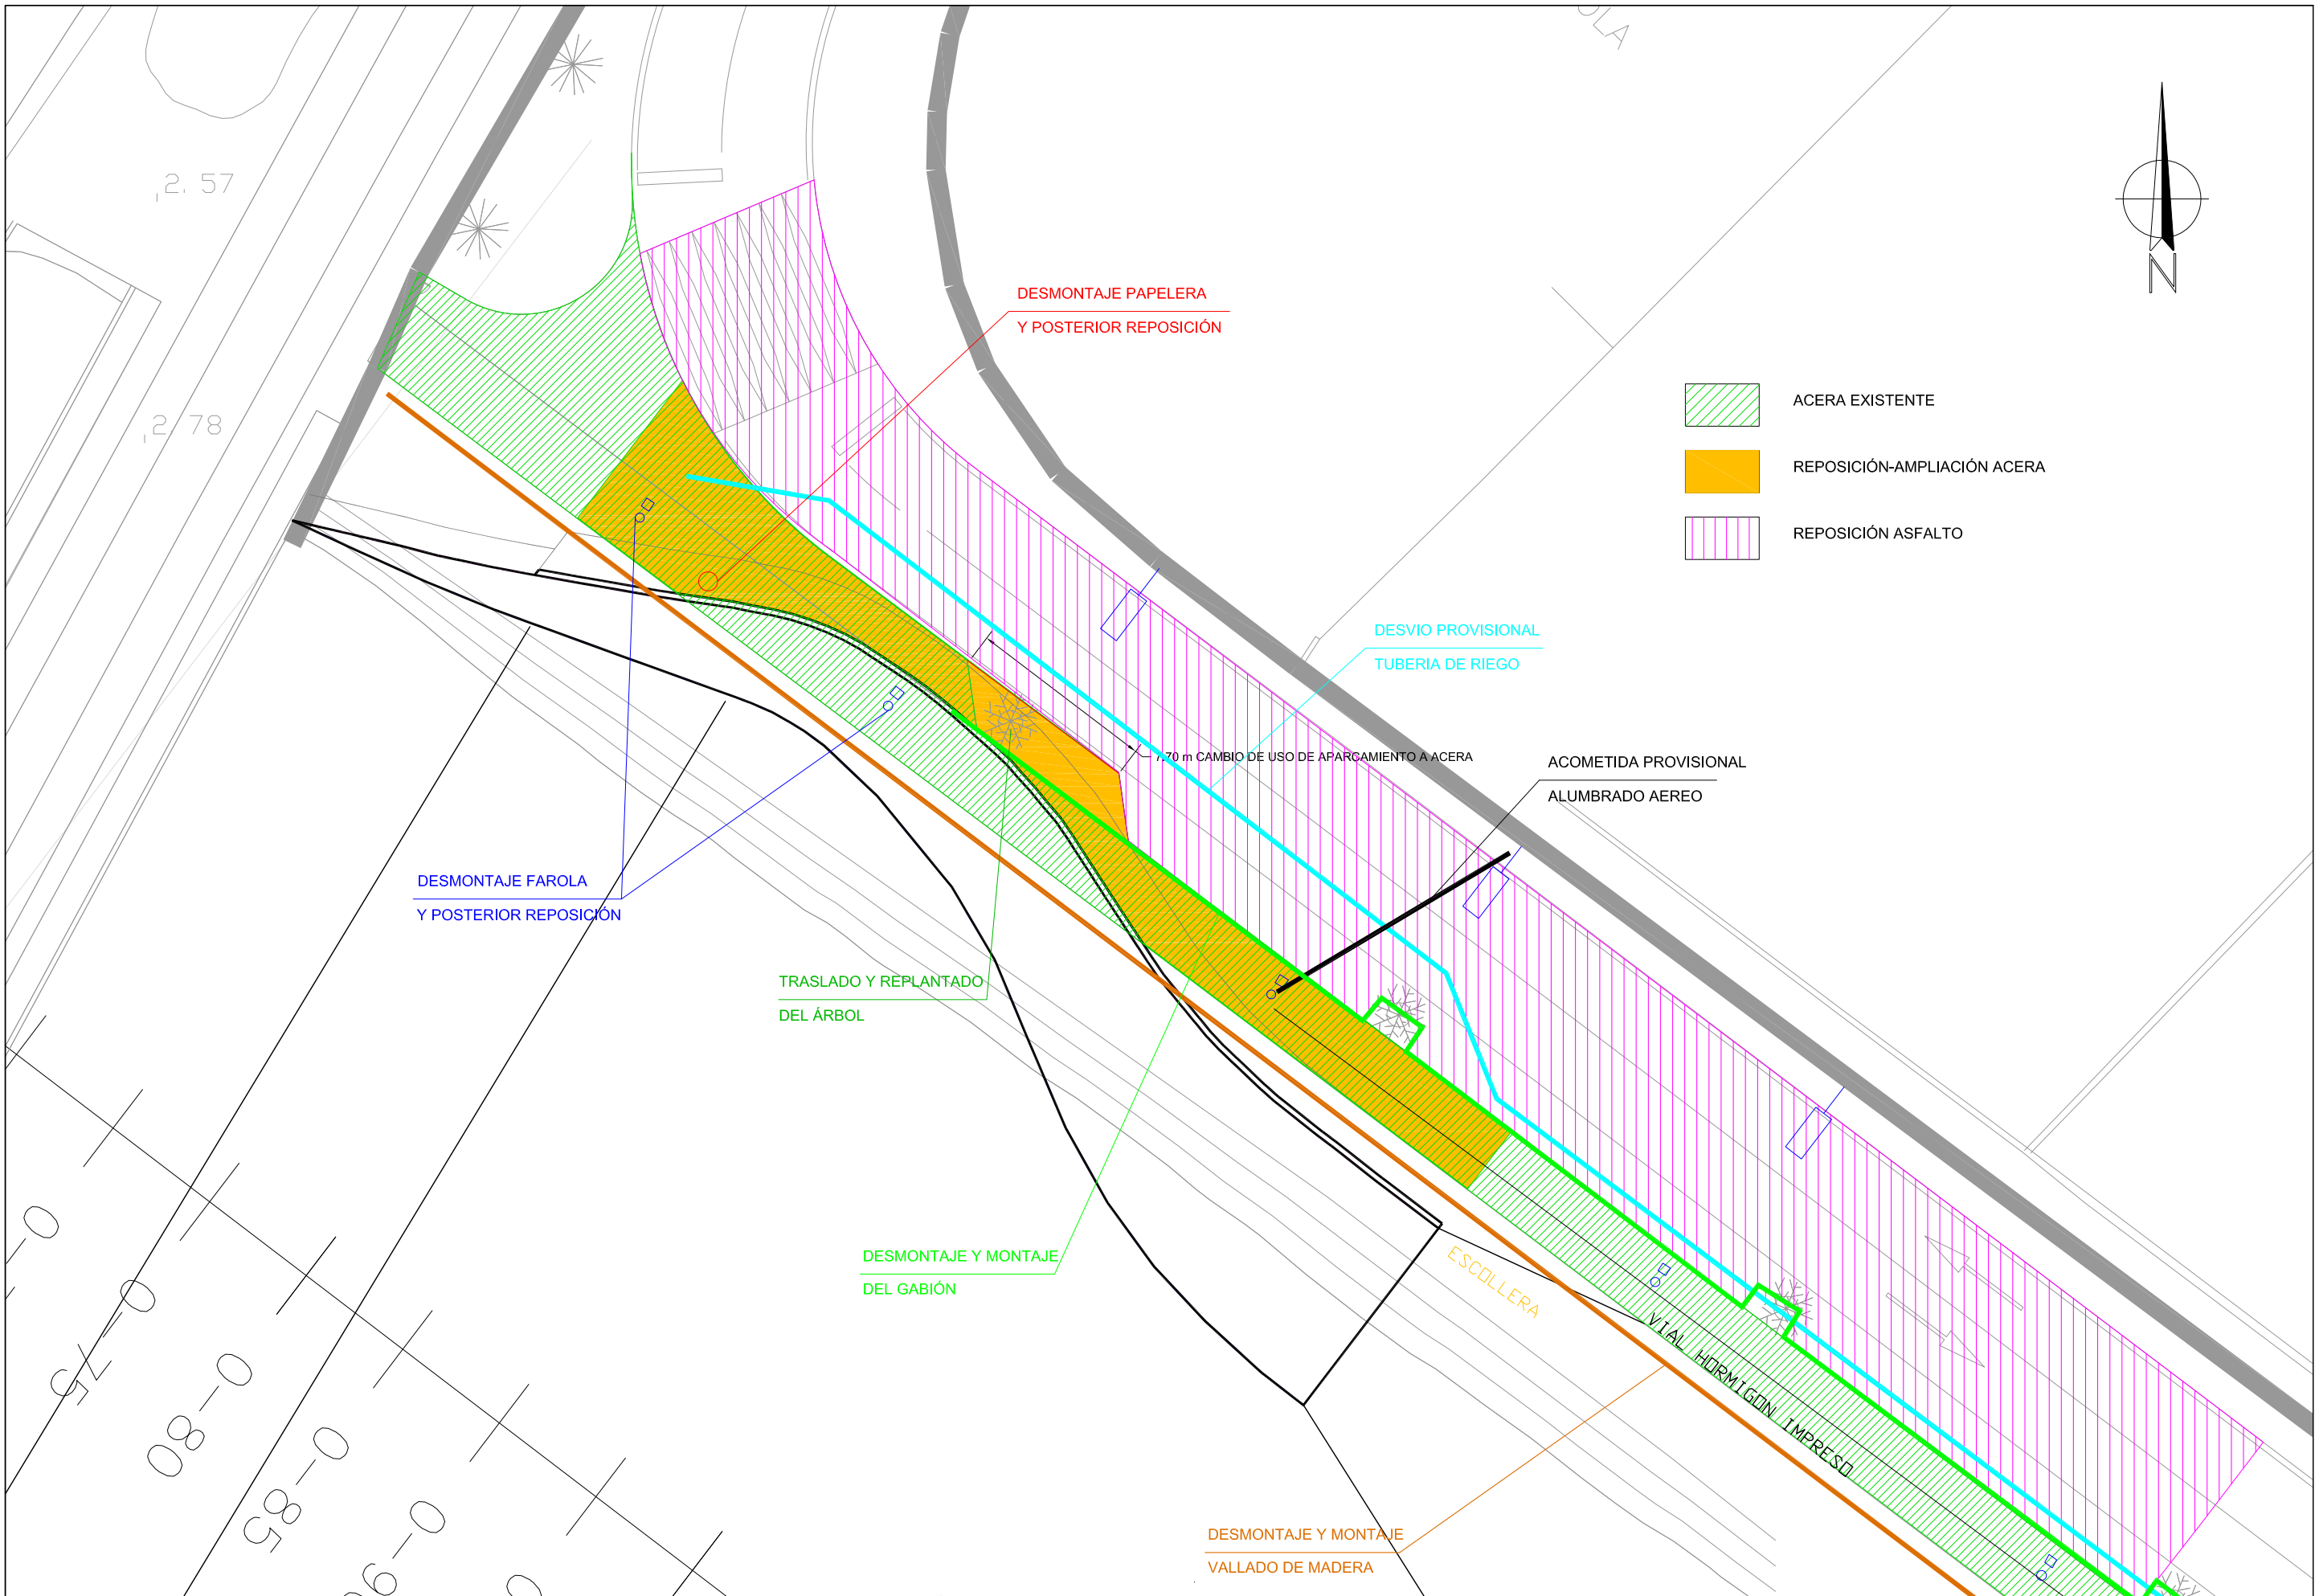 2.57
N
DESMONTAJE PAPELERA
Y POSTERIOR REPOSICIÓN
ACERA EXISTENTE
2.78
REPOSICIÓN-AMPLIACIÓN ACERA
REPOSICIÓN ASFALTO
DESVIO PROVISIONAL
TUBERIA DE RIEGO
7.70 m CAMBIO DE USO DE APARCAMIENTO A ACERA
ACOMETIDA PROVISIONAL
ALUMBRADO AEREO
DESMONTAJE FAROLA
Y POSTERIOR REPOSICIÓN
TRASLADO Y REPLANTADO
DEL ÁRBOL
DESMONTAJE Y MONTAJE
DEL GABIÓN
ESCOLLERA
VIAL HORMIGON IMPRESO
0-75
0-80
0-85
DESMONTAJE Y MONTAJE
VALLADO DE MADERA